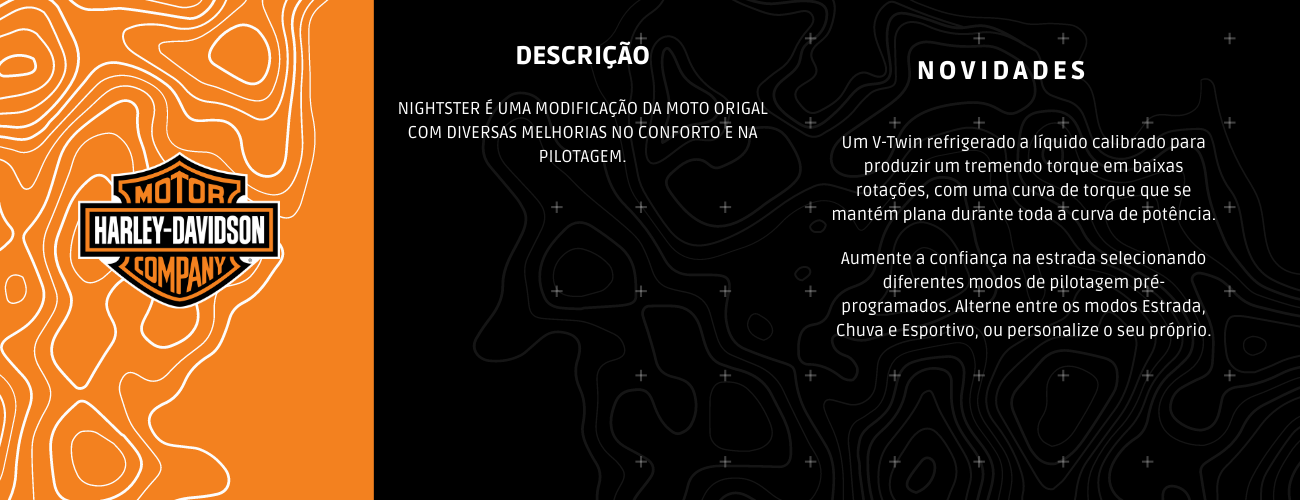 MOTOR
HARLEY-DAVIDSON
COMPANY
DESCRIÇÃO
NIGHTSTER É UMA MODIFICAÇÃO DA MOTO ORIGAL
COM DIVERSAS MELHORIAS NO CONFORTO E NA
PILOTAGEM.
NOVIDADES
Um V-Twin refrigerado a líquido calibrado para
produzir um tremendo torque em baixas
rotações, com uma curva de torque que se
mantém plana durante toda a curva de potência.
Aumente a confiança na estrada selecionando
diferentes modos de pilotagem pré-
programados. Alterne entre os modos Estrada,
Chuva e Esportivo, ou personalize o seu próprio.